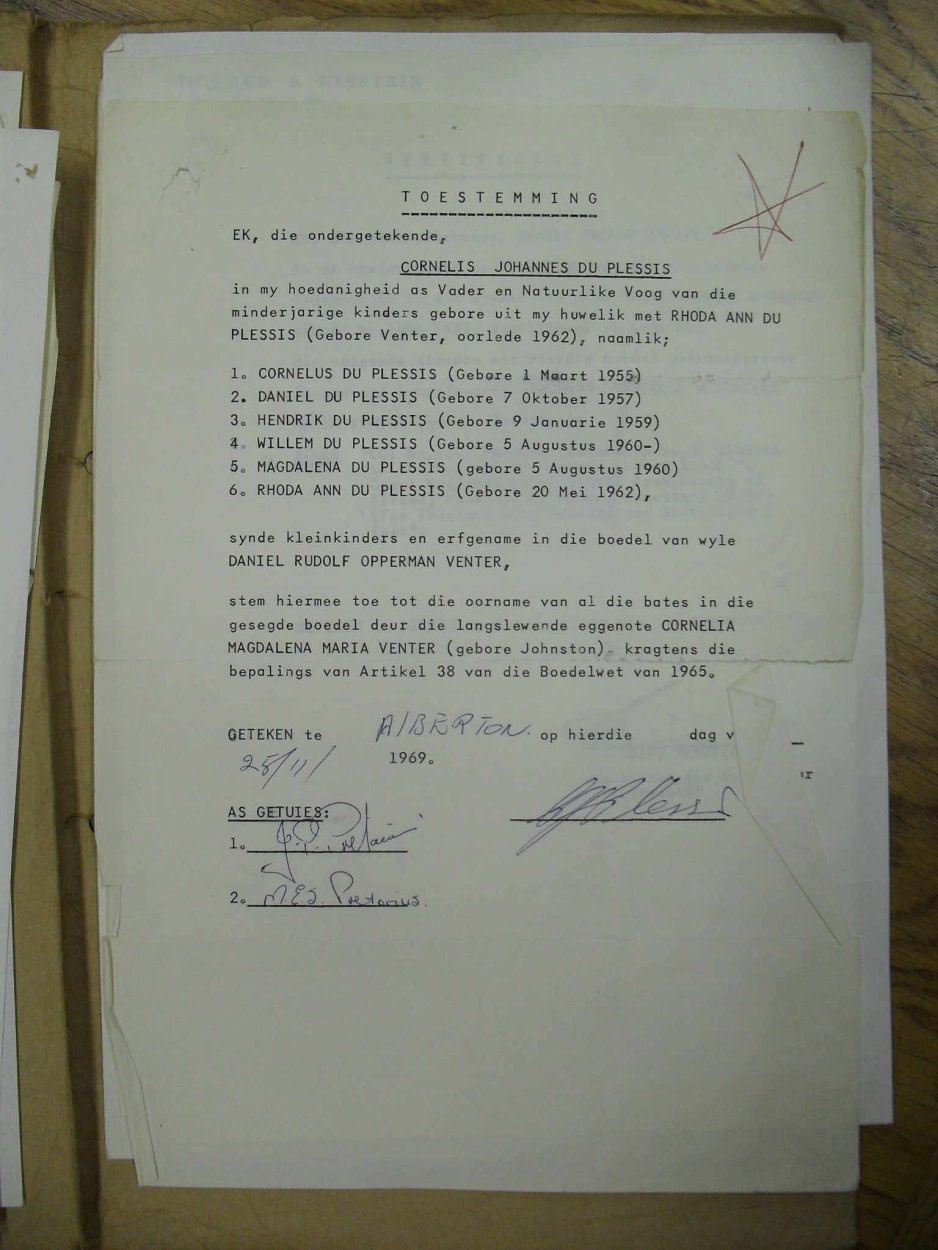 TOESTEMMING
EK, die ondergetekende,
CORNELIS JOHANNES DU PLESSIS
in my hoedanigheid as Vader en Natuurlike Voog van die
minderjarige kinders gebore uit my huwelik met RHODA ANN DU
PLESSIS (Gebore Venter, oorlede 1962), naamlik;
1. CORNELUS DU PLESSIS (Gebore 1 Maart 1955)
2. DANIEL DU PLESSIS (Gebore 7 Oktober 1957)
3. HENDRIK DU PLESSIS (Gebore 9 Januarie 1959)
4. WILLEM DU PLESSIS (Gebore 5 Augustus 1960-)
5. MAGDALENA DU PLESSIS (gebore 5 Augustus 1960)
6. RHODA ANN DU PLESSIS (Gebore 20 Mei 1962),
synde kleinkinders en erfgename in die boedel van wyle
DANIEL RUDOLF OPPERMAN VENTER,
stem hiermee toe tot die oorname van al die bates in die
gesegde boedel deur die langslewende eggenote CORNELIA
MAGDALENA MARIA VENTER (gebore Johnston), kragtens die
bepalings van Artikel 38 van die Boedelwet van 1965.
GETEKEN te AlBERTON. op hierdie dag v
25/11/ 1969.
AS GETUIES:
1.
2. M.E.S. Pretorius.